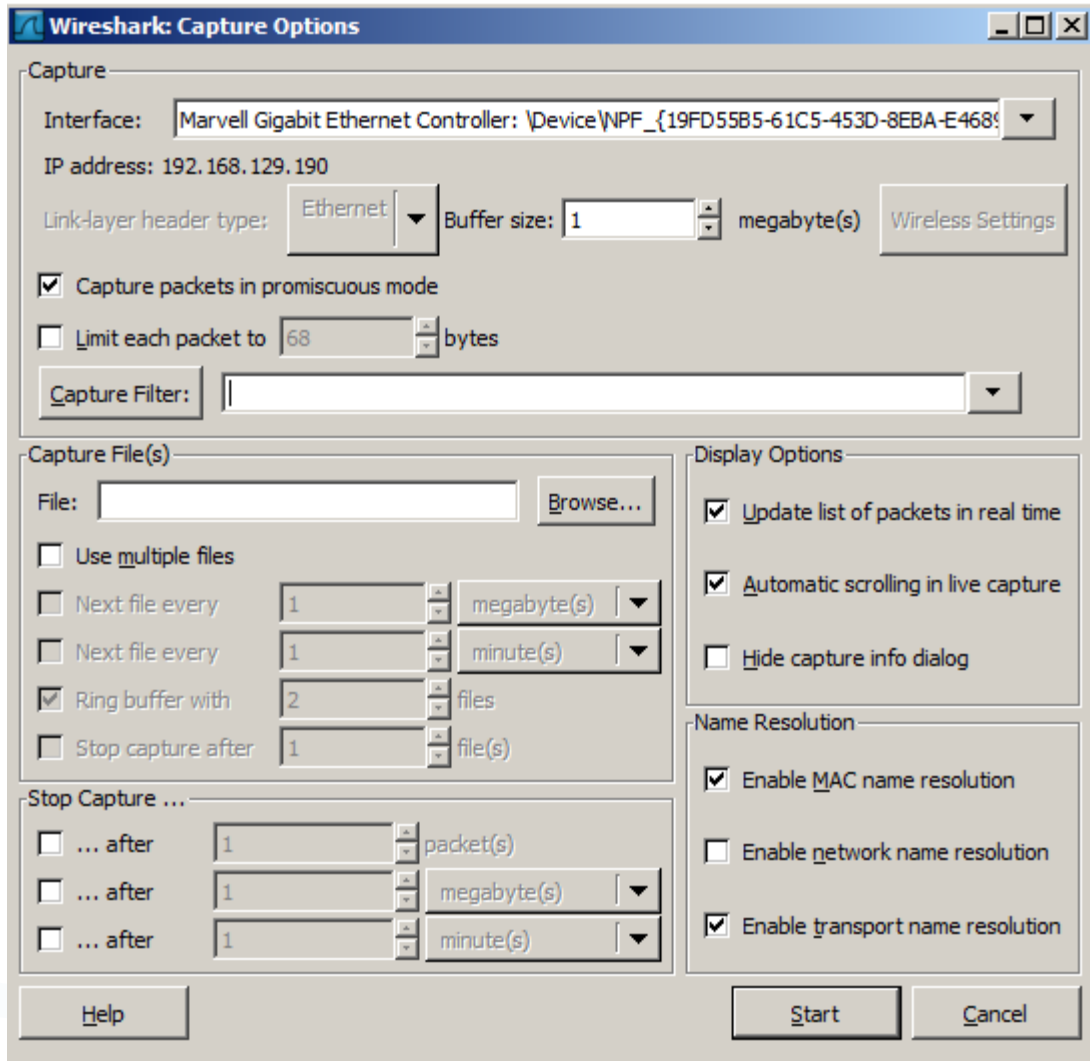 Wireshark: Capture Options
Capture
Interface: Marvell Gigabit Ethernet Controller: \Device\NPF_{19FD55B5-61C5-453D-8EBA-E4689
IP address: 192.168.129.190
Link-layer header type: Ethernet Buffer size: 1 megabyte(s) Wireless Settings
Capture packets in promiscuous mode
Limit each packet to 68 bytes
Capture Filter:
Capture File(s)
File: Browse...
Use multiple files
Next file every 1 megabyte(s)
Next file every 1 minute(s)
Ring buffer with 2 files
Stop capture after 1 file(s)
Stop Capture ...
... after 1 packet(s)
... after 1 megabyte(s)
... after 1 minute(s)
Display Options
Update list of packets in real time
Automatic scrolling in live capture
Hide capture info dialog
Name Resolution
Enable MAC name resolution
Enable network name resolution
Enable transport name resolution
Help Start Cancel